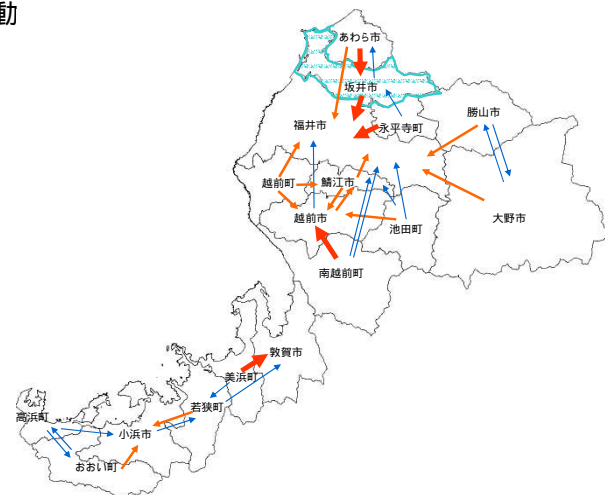 動
あわら市
坂井市
福井市
永平寺町
勝山市
越前町
鯖江市
越前市
池田町
大野市
南越前町
敦賀市
美浜町
若狭町
高浜町
小浜市
おおい町